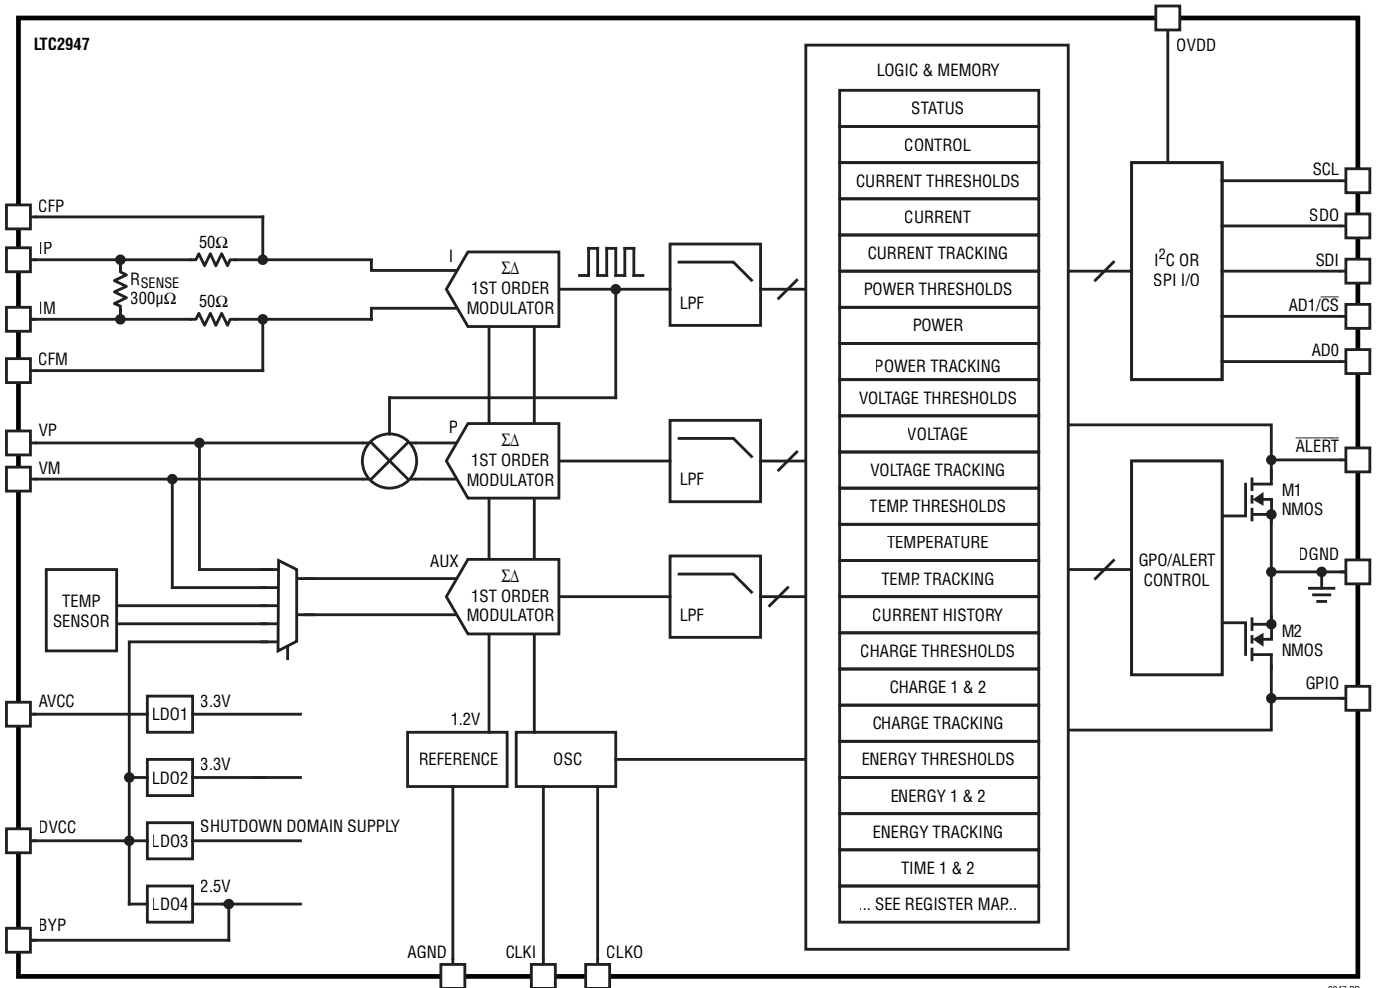 LTC2947
OVDD
LOGIC & MEMORY
STATUS
CONTROL
CURRENT THRESHOLDS
CURRENT
CURRENT TRACKING
POWER THRESHOLDS
POWER
POWER TRACKING
VOLTAGE THRESHOLDS
VOLTAGE
VOLTAGE TRACKING
TEMP. THRESHOLDS
TEMPERATURE
TEMP. TRACKING
CURRENT HISTORY
CHARGE THRESHOLDS
CHARGE 1 & 2
CHARGE TRACKING
ENERGY THRESHOLDS
ENERGY 1 & 2
ENERGY TRACKING
TIME 1 & 2
... SEE REGISTER MAP...
CFP
IP
50Ω
RSENSE
300µΩ
50Ω
IM
CFM
I
ΣΔ
1ST ORDER
MODULATOR
LPF
VP
VM
P
ΣΔ
1ST ORDER
MODULATOR
LPF
AUX
ΣΔ
1ST ORDER
MODULATOR
LPF
TEMP
SENSOR
AVCC
LDO1
3.3V
LDO2
3.3V
DVCC
LDO3
SHUTDOWN DOMAIN SUPPLY
LDO4
2.5V
BYP
1.2V
REFERENCE
OSC
AGND
CLKI
CLKO
I²C OR
SPI I/O
SCL
SDO
SDI
AD1/C̅S̅
AD0
A̅L̅E̅R̅T̅
M1
NMOS
GPO/ALERT
CONTROL
DGND
M2
NMOS
GPIO